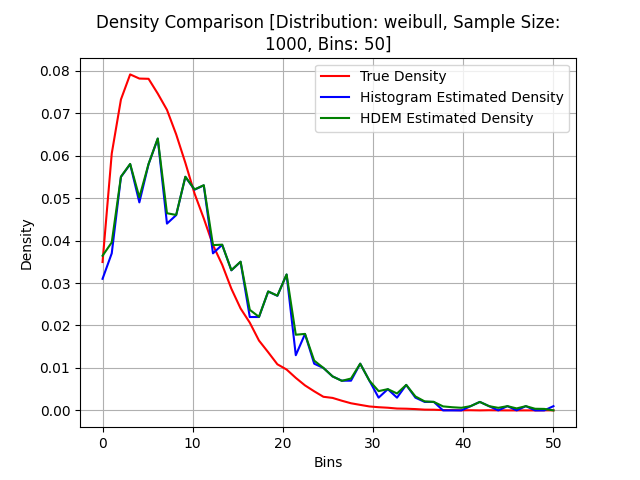 Density Comparison [Distribution: weibull, Sample Size:
1000, Bins: 50]
True Density
Histogram Estimated Density
HDEM Estimated Density
Density
0.08
0.07
0.06
0.05
0.04
0.03
0.02
0.01
0.00
0 10 20 30 40 50
Bins